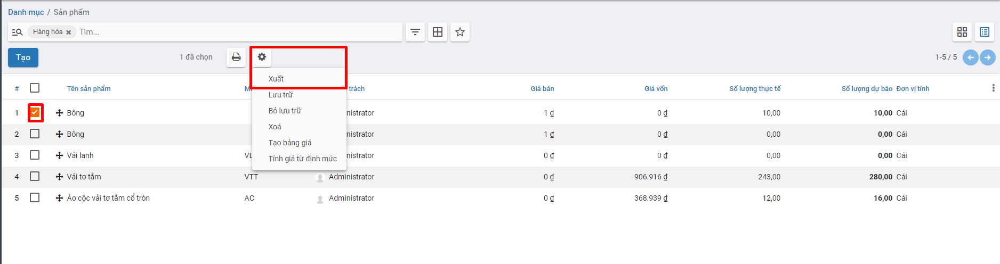 Danh mục / Sản phẩm
Hàng hóa × Tìm...
Tạo 1 đã chọn 1-5 / 5
Xuất
Lưu trữ
Bỏ lưu trữ
Xoá
Tạo bảng giá
Tính giá từ định mức
# Tên sản phẩm trách Giá bán Giá vốn Số lượng thực tế Số lượng dự báo Đơn vị tính
1 Bông nistrator 1 ₫ 0 ₫ 10,00 10,00 Cái
2 Bông nistrator 1 ₫ 0 ₫ 0,00 0,00 Cái
3 Vải lanh VL nistrator 0 ₫ 0 ₫ 0,00 0,00 Cái
4 Vải tơ tằm VTT Administrator 0 ₫ 906.916 ₫ 243,00 280,00 Cái
5 Áo cộc vải tơ tằm cổ tròn AC Administrator 0 ₫ 368.939 ₫ 12,00 16,00 Cái